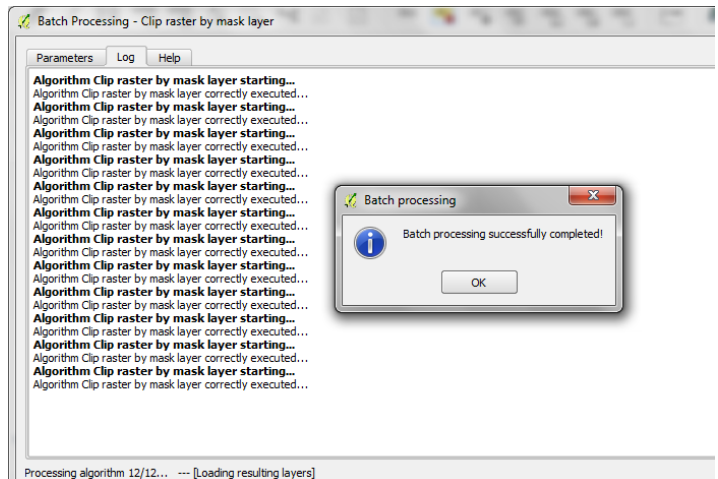 Batch Processing - Clip raster by mask layer
Parameters Log Help
Algorithm Clip raster by mask layer starting...
Algorithm Clip raster by mask layer correctly executed...
Algorithm Clip raster by mask layer starting...
Algorithm Clip raster by mask layer correctly executed...
Algorithm Clip raster by mask layer starting...
Algorithm Clip raster by mask layer correctly executed...
Algorithm Clip raster by mask layer starting...
Algorithm Clip raster by mask layer correctly executed...
Algorithm Clip raster by mask layer starting...
Algorithm Clip raster by mask layer correctly executed...
Algorithm Clip raster by mask layer starting...
Algorithm Clip raster by mask layer correctly executed...
Algorithm Clip raster by mask layer starting...
Algorithm Clip raster by mask layer correctly executed...
Algorithm Clip raster by mask layer starting...
Algorithm Clip raster by mask layer correctly executed...
Algorithm Clip raster by mask layer starting...
Algorithm Clip raster by mask layer correctly executed...
Algorithm Clip raster by mask layer starting...
Algorithm Clip raster by mask layer correctly executed...
Algorithm Clip raster by mask layer starting...
Algorithm Clip raster by mask layer correctly executed...
Algorithm Clip raster by mask layer starting...
Algorithm Clip raster by mask layer correctly executed...
Batch processing
Batch processing successfully completed!
OK
Processing algorithm 12/12... --- [Loading resulting layers]